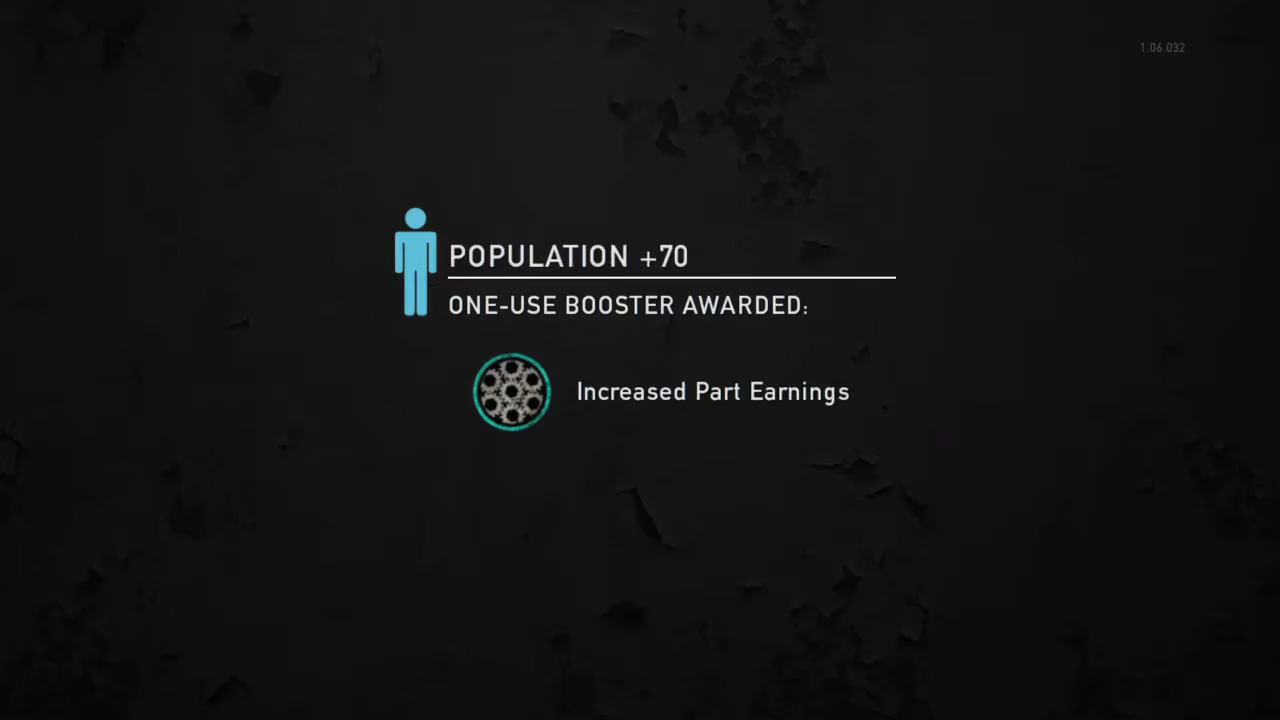 1.06.032
POPULATION +70
ONE-USE BOOSTER AWARDED:
Increased Part Earnings